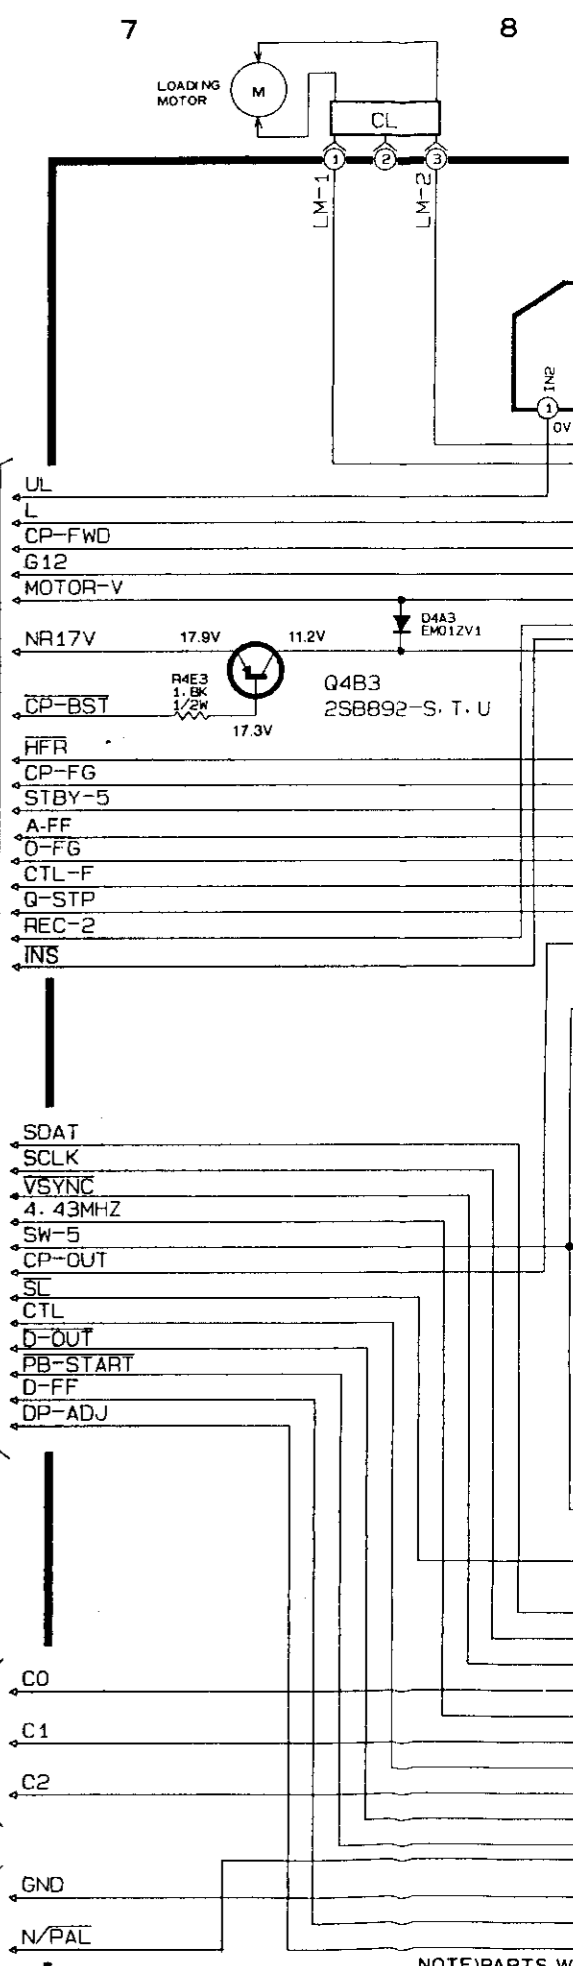 7 8
LOADING
MOTOR
M
CL
1 2 3
LM-1
LM-2
IN2
1
0V
UL
L
CP-FWD
G12
MOTOR-V
D4A3
EM01ZV1
NR17V
17.9V
11.2V
R4E3
1.8K
1/2W
Q4B3
2SB892-S.T.U
CP-BST
17.3V
HFR
CP-FG
STBY-5
A-FF
D-FG
CTL-F
Q-STP
REC-2
INS
SDAT
SCLK
VSYNC
4.43MHZ
SW-5
CP-OUT
SL
CTL
D-OUT
PB-START
D-FF
DP-ADJ
C0
C1
C2
GND
N/PAL
NOTE)PARTS